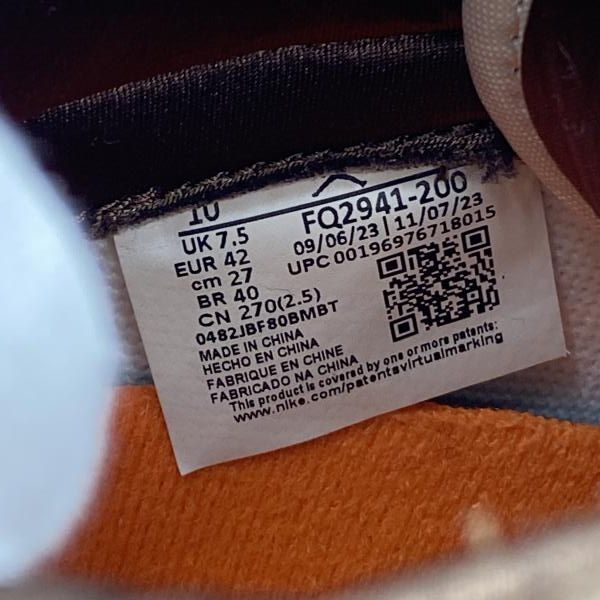 10
UK 7.5
EUR 42
cm 27
BR 40
CN 270(2.5)
FQ2941-200
09/06/23 | 11/07/23
UPC 00196976718015
0482JBF80BMBT
MADE IN CHINA
HECHO EN CHINA
FABRIQUE EN CHINE
FABRICADO NA CHINA
This product is covered by one or more patents:
www.nike.com/patentsvirtualmarking